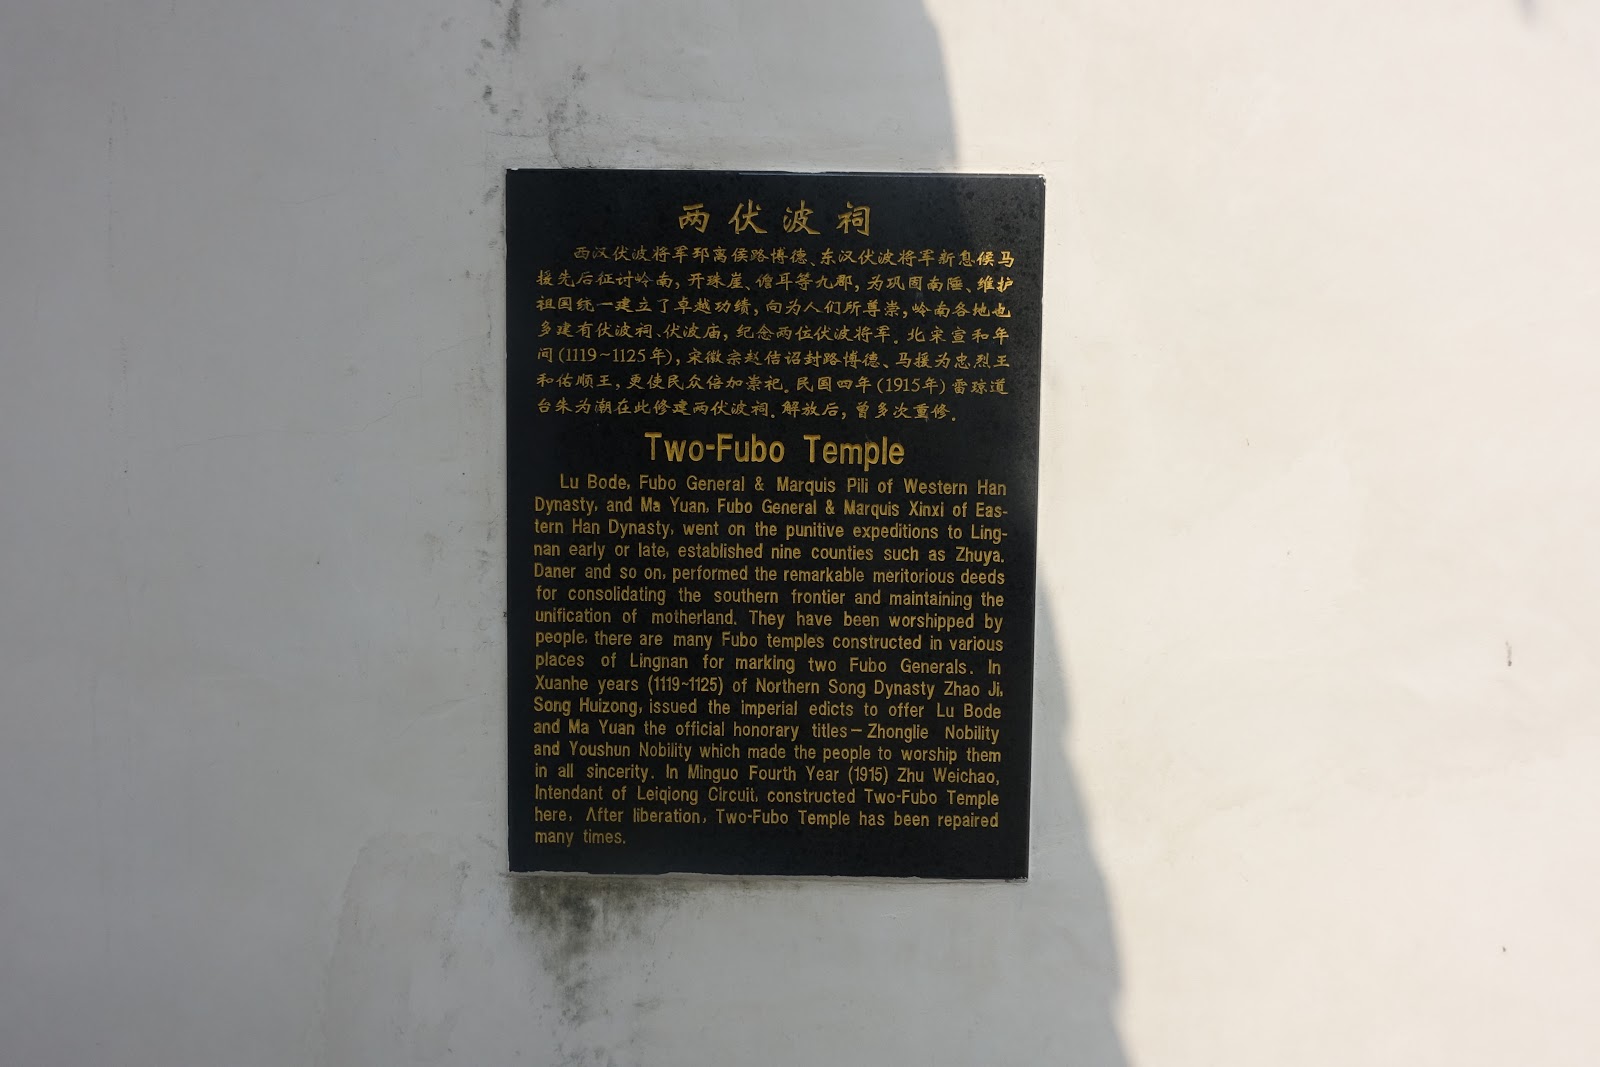 两伏波祠
西汉伏波将军邳离侯路博德、东汉伏波将军新息候马
援先后征讨岭南,开珠崖、儋耳等九郡,为巩固南陲、维护
祖国统一建立了卓越功绩,向为人们所尊崇,岭南各地也
多建有伏波祠、伏波庙,纪念两位伏波将军。北宋宣和年
间(1119~1125年),宋徽宗赵佶诏封路博德、马援为忠烈王
和佑顺王,更使民众倍加崇祀。民国四年(1915年)雷琼道
台朱为潮在此修建两伏波祠。解放后,曾多次重修。
Two-Fubo Temple
Lu Bode, Fubo General & Marquis Pili of Western Han
Dynasty, and Ma Yuan, Fubo General & Marquis Xinxi of Eas-
tern Han Dynasty, went on the punitive expeditions to Ling-
nan early or late, established nine counties such as Zhuya.
Daner and so on, performed the remarkable meritorious deeds
for consolidating the southern frontier and maintaining the
unification of motherland. They have been worshipped by
people, there are many Fubo temples constructed in various
places of Lingnan for marking two Fubo Generals. In
Xuanhe years (1119~1125) of Northern Song Dynasty Zhao Ji,
Song Huizong, issued the imperial edicts to offer Lu Bode
and Ma Yuan the official honorary titles—Zhonglie Nobility
and Youshun Nobility which made the people to worship them
in all sincerity. In Minguo Fourth Year (1915) Zhu Weichao,
Intendant of Leiqiong Circuit, constructed Two-Fubo Temple
here, After liberation, Two-Fubo Temple has been repaired
many times.